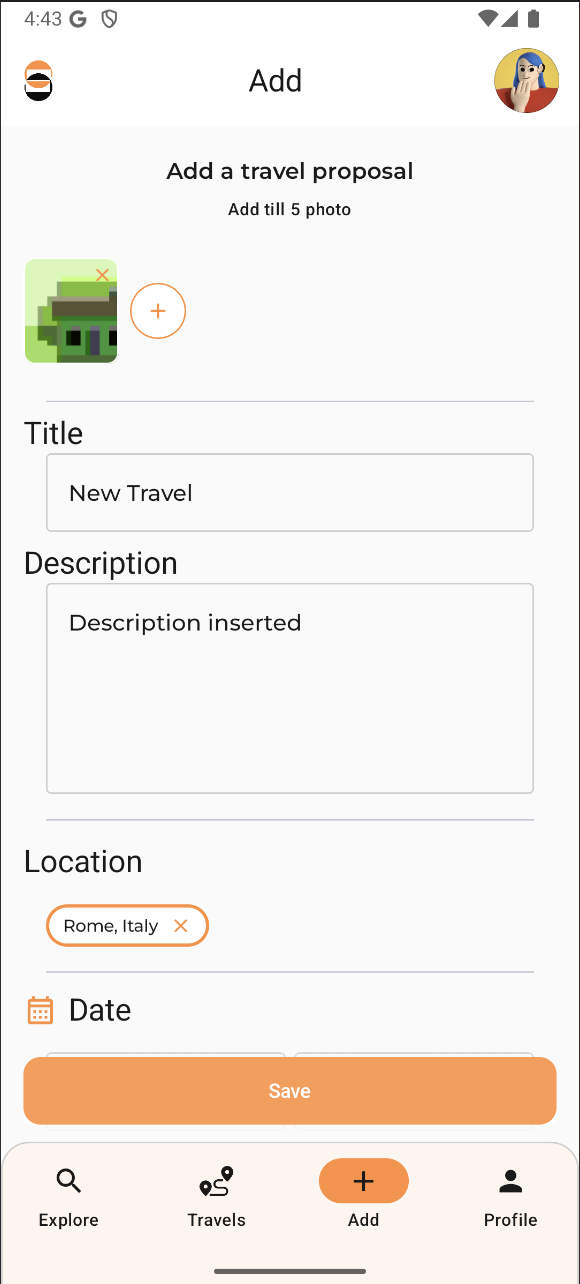 4:43
Add
Add a travel proposal
Add till 5 photo
Title
New Travel
Description
Description inserted
Location
Rome, Italy
Date
Save
Explore
Travels
Add
Profile